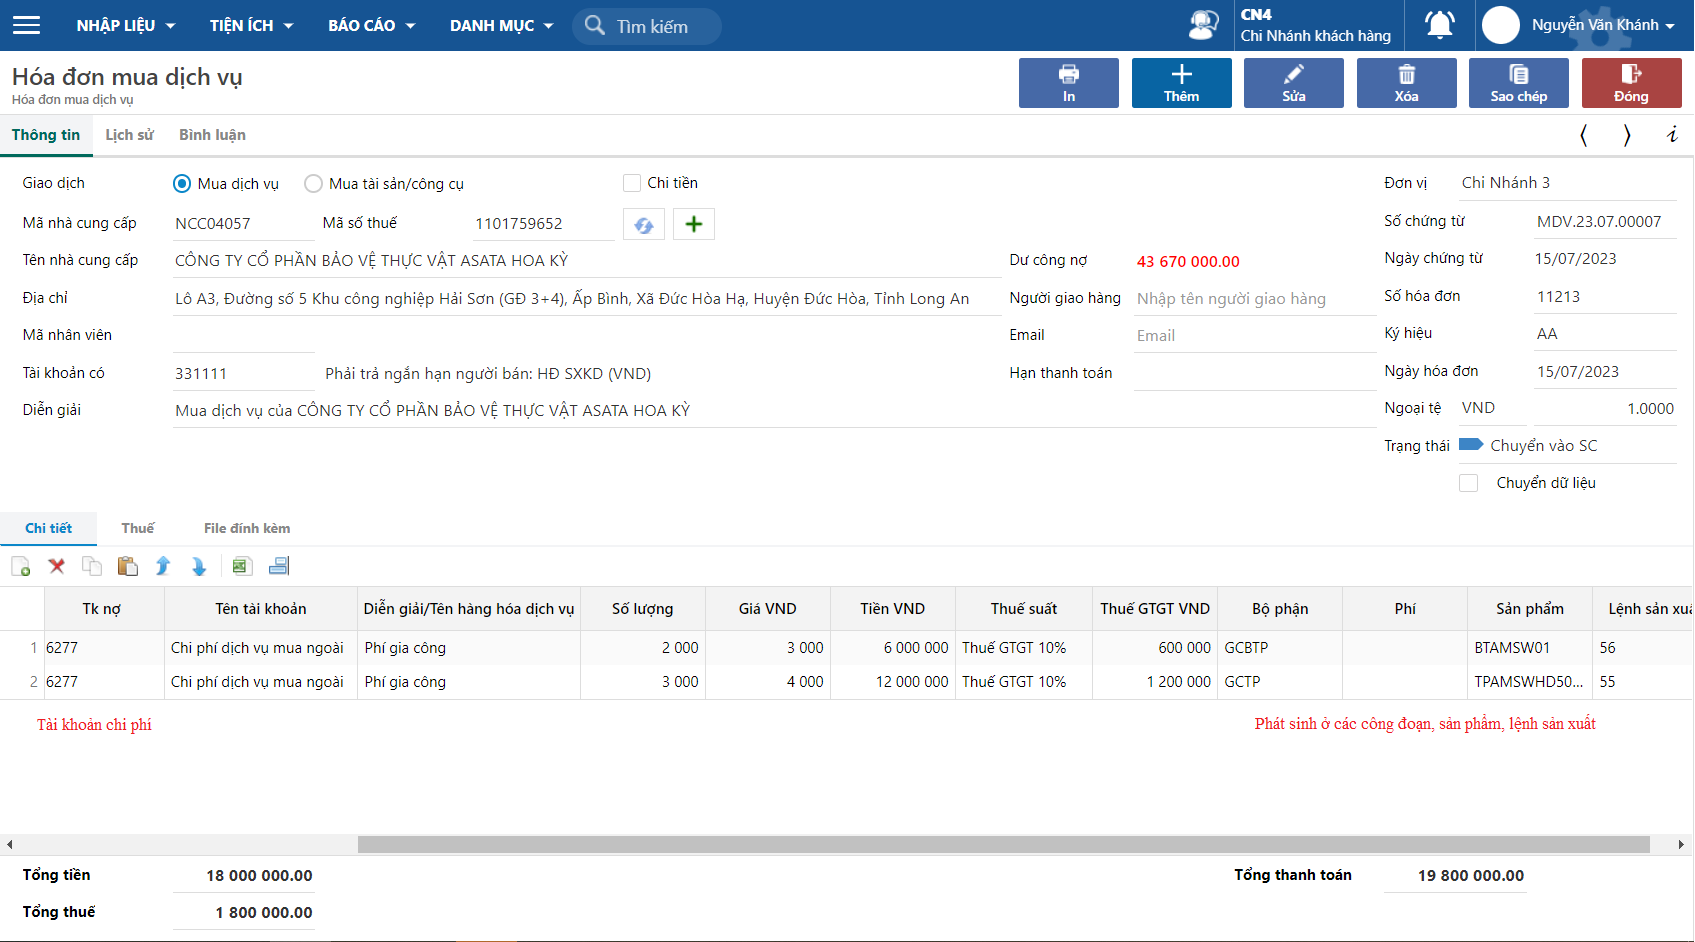 NHẬP LIỆU
TIỆN ÍCH
BÁO CÁO
DANH MỤC
Tìm kiếm
CN4
Chi Nhánh khách hàng
Nguyễn Văn Khánh
Hóa đơn mua dịch vụ
Hóa đơn mua dịch vụ
In
Thêm
Sửa
Xóa
Sao chép
Đóng
Thông tin
Lịch sử
Bình luận
Giao dịch
Mua dịch vụ
Mua tài sản/công cụ
Chi tiền
Đơn vị
Chi Nhánh 3
Mã nhà cung cấp
NCC04057
Mã số thuế
1101759652
Số chứng từ
MDV.23.07.00007
Tên nhà cung cấp
CÔNG TY CỔ PHẦN BẢO VỆ THỰC VẬT ASATA HOA KỲ
Dư công nợ
43 670 000.00
Ngày chứng từ
15/07/2023
Địa chỉ
Lô A3, Đường số 5 Khu công nghiệp Hải Sơn (GĐ 3+4), Ấp Bình, Xã Đức Hòa Hạ, Huyện Đức Hòa, Tỉnh Long An
Người giao hàng
Nhập tên người giao hàng
Số hóa đơn
11213
Mã nhân viên
Email
Email
Ký hiệu
AA
Tài khoản có
331111
Phải trả ngắn hạn người bán: HĐ SXKD (VND)
Hạn thanh toán
Ngày hóa đơn
15/07/2023
Diễn giải
Mua dịch vụ của CÔNG TY CỔ PHẦN BẢO VỆ THỰC VẬT ASATA HOA KỲ
Ngoại tệ
VND
1.0000
Trạng thái
Chuyển vào SC
Chuyển dữ liệu
Chi tiết
Thuế
File đính kèm
Tk nợ
Tên tài khoản
Diễn giải/Tên hàng hóa dịch vụ
Số lượng
Giá VND
Tiền VND
Thuế suất
Thuế GTGT VND
Bộ phận
Phí
Sản phẩm
Lệnh sản xuấ
1
6277
Chi phí dịch vụ mua ngoài
Phí gia công
2 000
3 000
6 000 000
Thuế GTGT 10%
600 000
GCBTP
BTAMSW01
56
2
6277
Chi phí dịch vụ mua ngoài
Phí gia công
3 000
4 000
12 000 000
Thuế GTGT 10%
1 200 000
GCTP
TPAMSWHD50...
55
Tài khoản chi phí
Phát sinh ở các công đoạn, sản phẩm, lệnh sản xuất
Tổng tiền
18 000 000.00
Tổng thanh toán
19 800 000.00
Tổng thuế
1 800 000.00